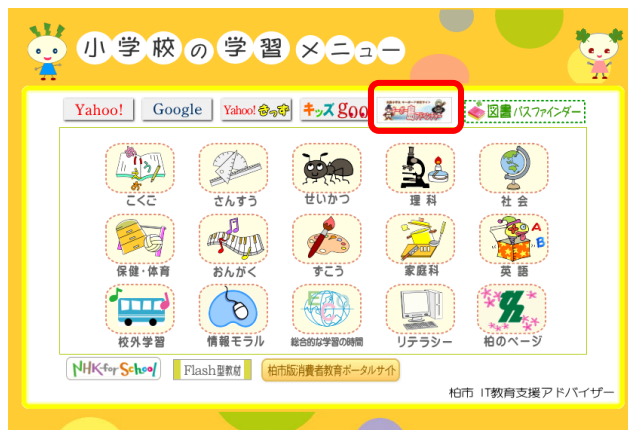 小学校の学習メニュー
Yahoo! Google Yahoo!きっず キッズgoo 図書パスファインダー
こくご さんすう せいかつ 理科 社会
保健・体育 おんがく ずこう 家庭科 英語
校外学習 情報モラル 総合的な学習の時間 リテラシー 柏のページ
NHK for School Flash型教材 柏市版消費者教育ポータルサイト
柏市 IT教育支援アドバイザー